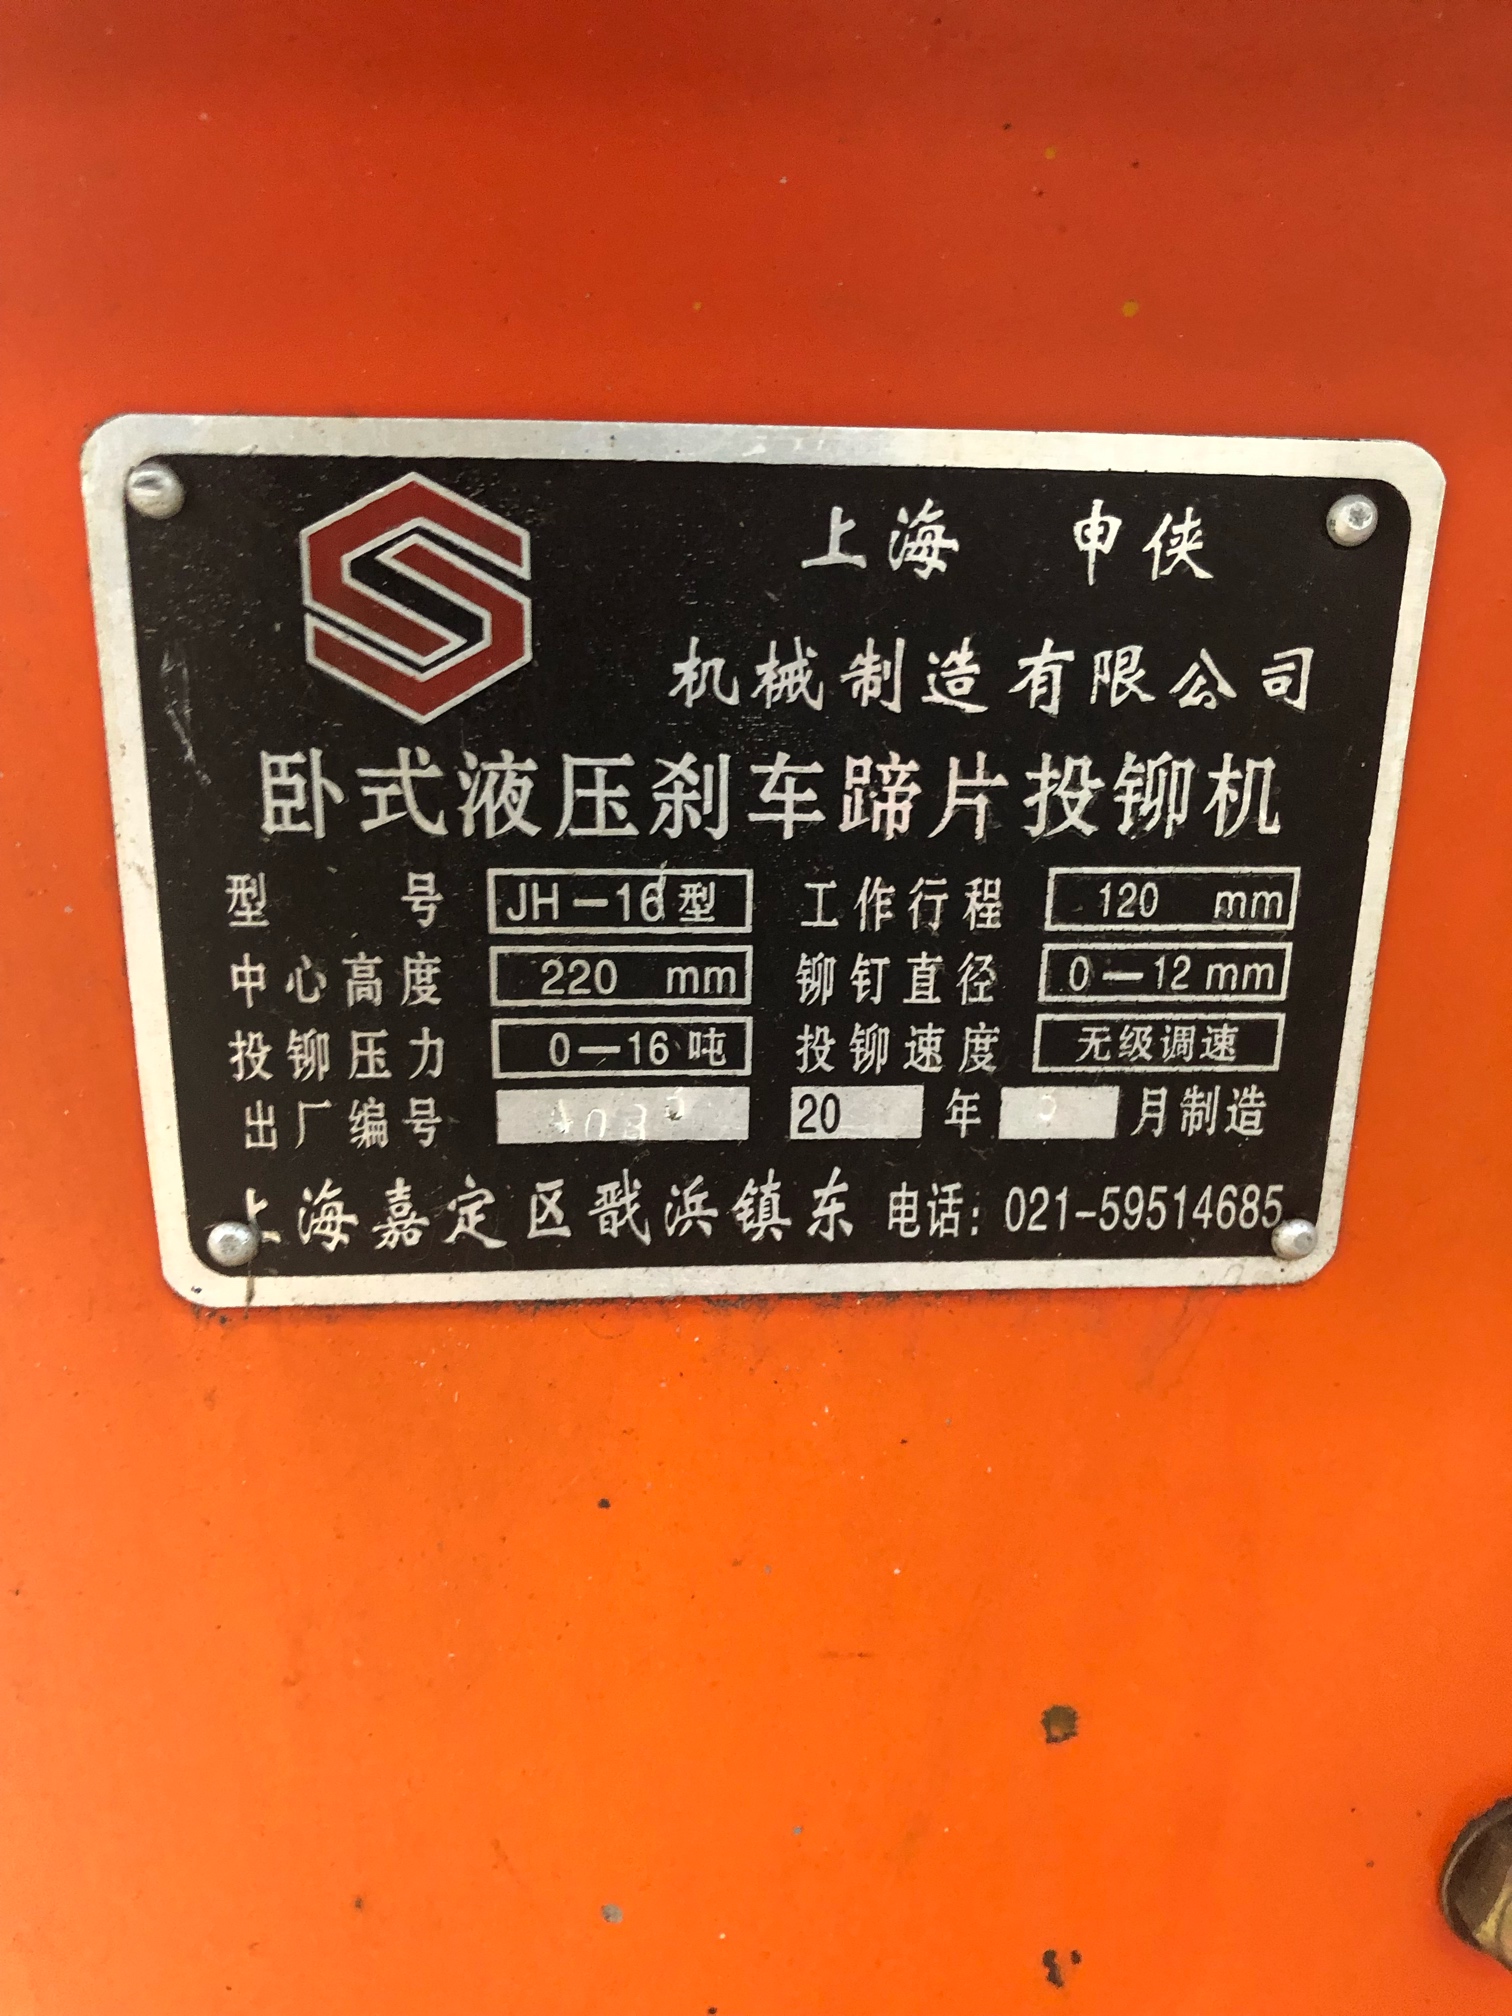 上海 申侠
机械制造有限公司
卧式液压刹车蹄片投铆机
型 号 JH—16型 工作行程 120 mm
中心高度 220 mm 铆钉直径 0—12mm
投铆压力 0—16吨 投铆速度 无级调速
出厂编号 20 年 月制造
上海嘉定区戬浜镇东 电话：021-59514685